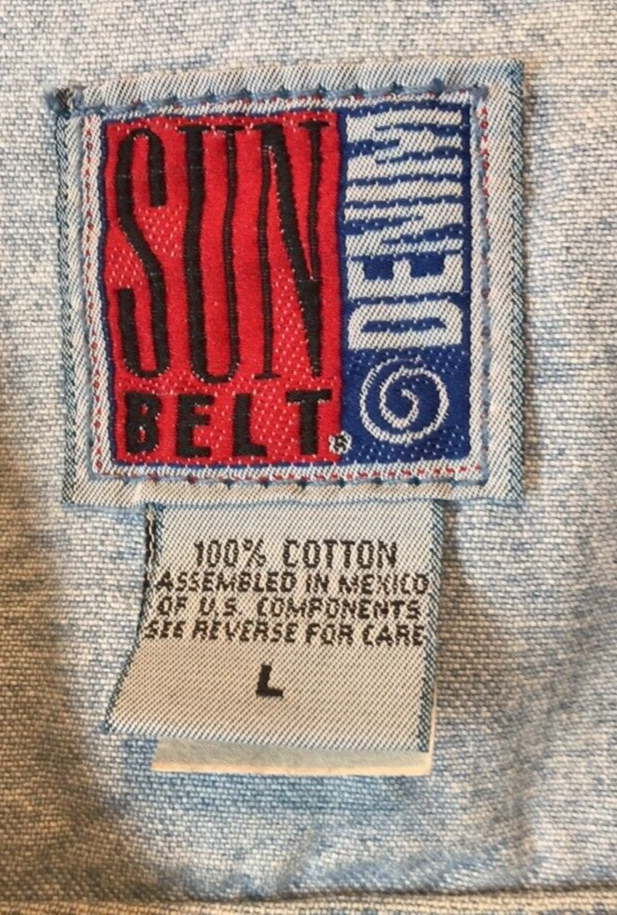 SUN
BELT®
DENIM
100% COTTON
ASSEMBLED IN MEXICO
OF U.S. COMPONENTS
SEE REVERSE FOR CARE
L